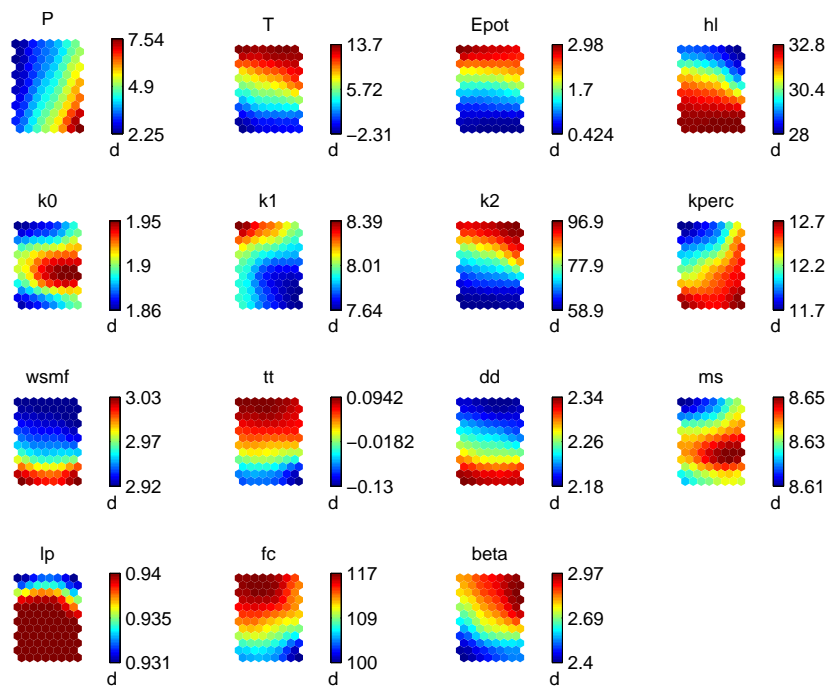 P
7.54
4.9
2.25
d
T
13.7
5.72
−2.31
d
Epot
2.98
1.7
0.424
d
hl
32.8
30.4
28
d
k0
1.95
1.9
1.86
d
k1
8.39
8.01
7.64
d
k2
96.9
77.9
58.9
d
kperc
12.7
12.2
11.7
d
wsmf
3.03
2.97
2.92
d
tt
0.0942
−0.0182
−0.13
d
dd
2.34
2.26
2.18
d
ms
8.65
8.63
8.61
d
lp
0.94
0.935
0.931
d
fc
117
109
100
d
beta
2.97
2.69
2.4
d